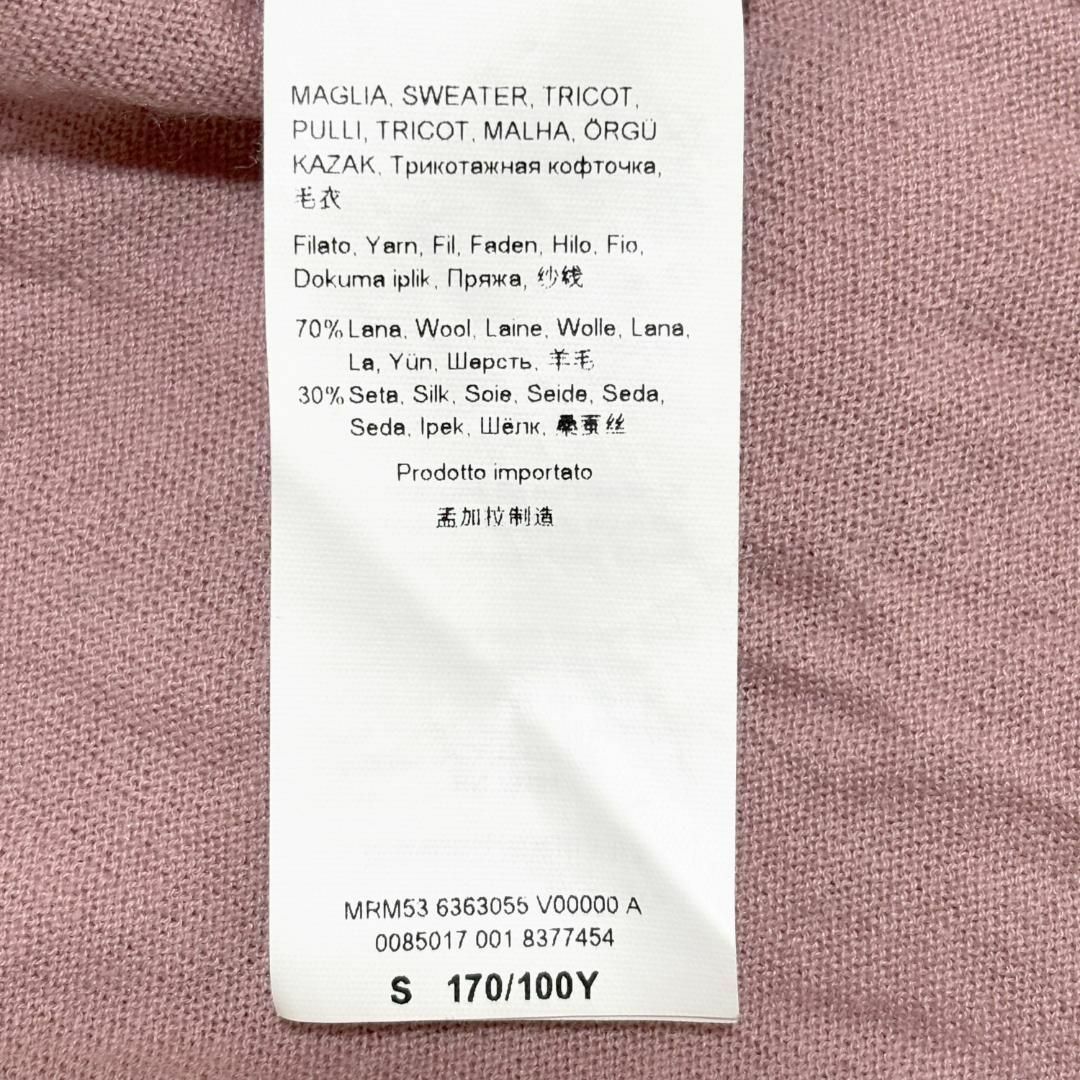 MAGLIA, SWEATER, TRICOT,
PULLI, TRICOT, MALHA, ÖRGÜ
KAZAK, Трикотажная кофточка,
毛衣
Filato, Yarn, Fil, Faden, Hilo, Fio,
Dokuma iplik, Пряжа, 纱线
70% Lana, Wool, Laine, Wolle, Lana,
La, Yün, Шерсть, 羊毛
30% Seta, Silk, Soie, Seide, Seda,
Seda, Ipek, Шёлк, 桑蚕丝
Prodotto importato
孟加拉制造
MRM53 6363055 V00000 A
0085017 001 8377454
S 170/100Y